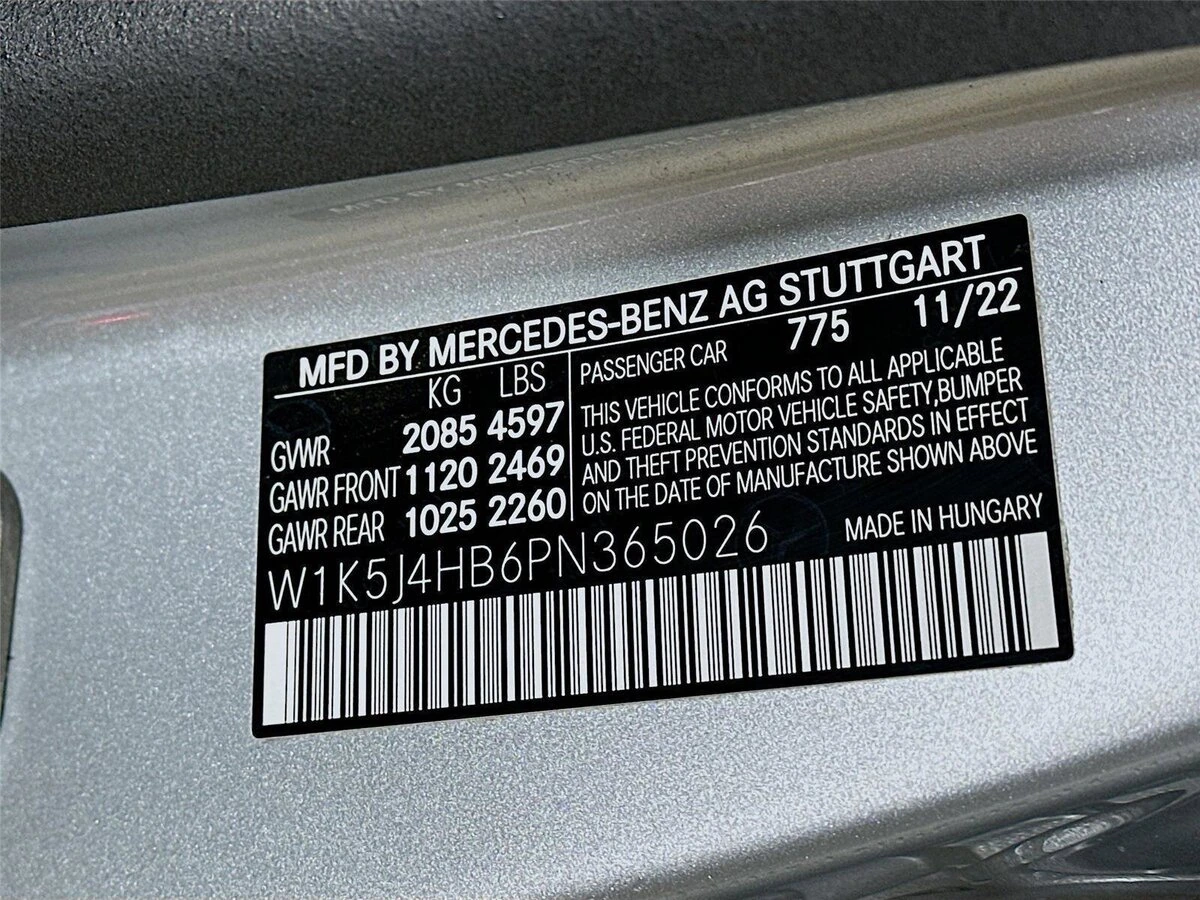 MFD BY MERCEDES-BENZ AG STUTTGART
KG LBS
GVWR 2085 4597
GAWR FRONT 1120 2469
GAWR REAR 1025 2260
PASSENGER CAR 775 11/22
THIS VEHICLE CONFORMS TO ALL APPLICABLE
U.S. FEDERAL MOTOR VEHICLE SAFETY,BUMPER
AND THEFT PREVENTION STANDARDS IN EFFECT
ON THE DATE OF MANUFACTURE SHOWN ABOVE
W1K5J4HB6PN365026
MADE IN HUNGARY